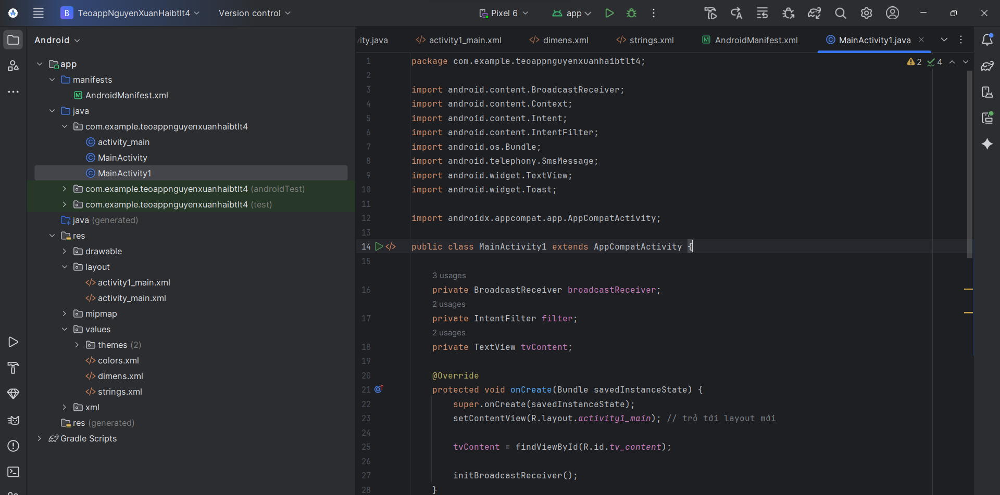 B TeoappNguyenXuanHaibtlt4 Version control Pixel 6 app
Android
app
manifests
AndroidManifest.xml
java
com.example.teoappnguyenxuanhaibtlt4
activity_main
MainActivity
MainActivity1
com.example.teoappnguyenxuanhaibtlt4 (androidTest)
com.example.teoappnguyenxuanhaibtlt4 (test)
java (generated)
res
drawable
layout
activity1_main.xml
activity_main.xml
mipmap
values
themes (2)
colors.xml
dimens.xml
strings.xml
xml
res (generated)
Gradle Scripts
vity.java activity1_main.xml dimens.xml strings.xml AndroidManifest.xml MainActivity1.java
2 4
1 package com.example.teoappnguyenxuanhaibtlt4;
2
3 import android.content.BroadcastReceiver;
4 import android.content.Context;
5 import android.content.Intent;
6 import android.content.IntentFilter;
7 import android.os.Bundle;
8 import android.telephony.SmsMessage;
9 import android.widget.TextView;
10 import android.widget.Toast;
11
12 import androidx.appcompat.app.AppCompatActivity;
13
14 public class MainActivity1 extends AppCompatActivity {
15
3 usages
16 private BroadcastReceiver broadcastReceiver;
2 usages
17 private IntentFilter filter;
2 usages
18 private TextView tvContent;
19
20 @Override
21 protected void onCreate(Bundle savedInstanceState) {
22 super.onCreate(savedInstanceState);
23 setContentView(R.layout.activity1_main); // trỏ tới layout mới
24
25 tvContent = findViewById(R.id.tv_content);
26
27 initBroadcastReceiver();
28 }